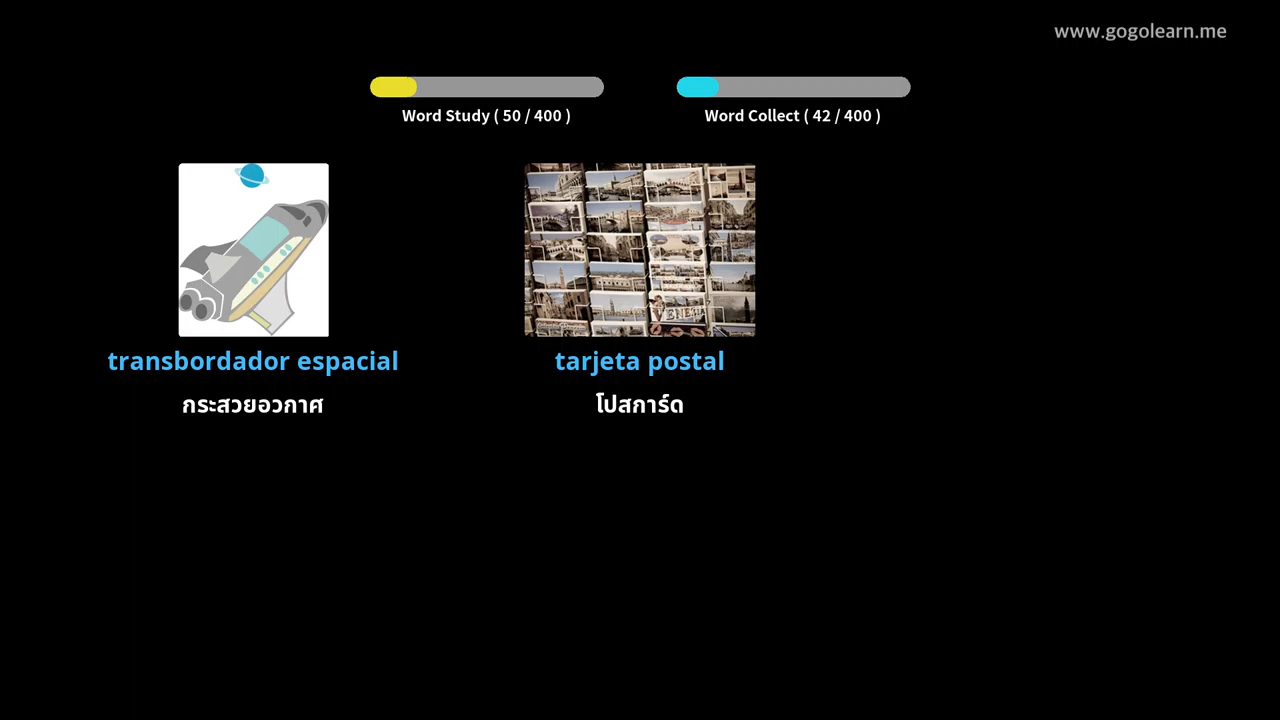 www.gogolearn.me
Word Study ( 50 / 400 )
Word Collect ( 42 / 400 )
VENEZI
transbordador espacial
tarjeta postal
กระสวยอวกาศ
โปสการ์ด